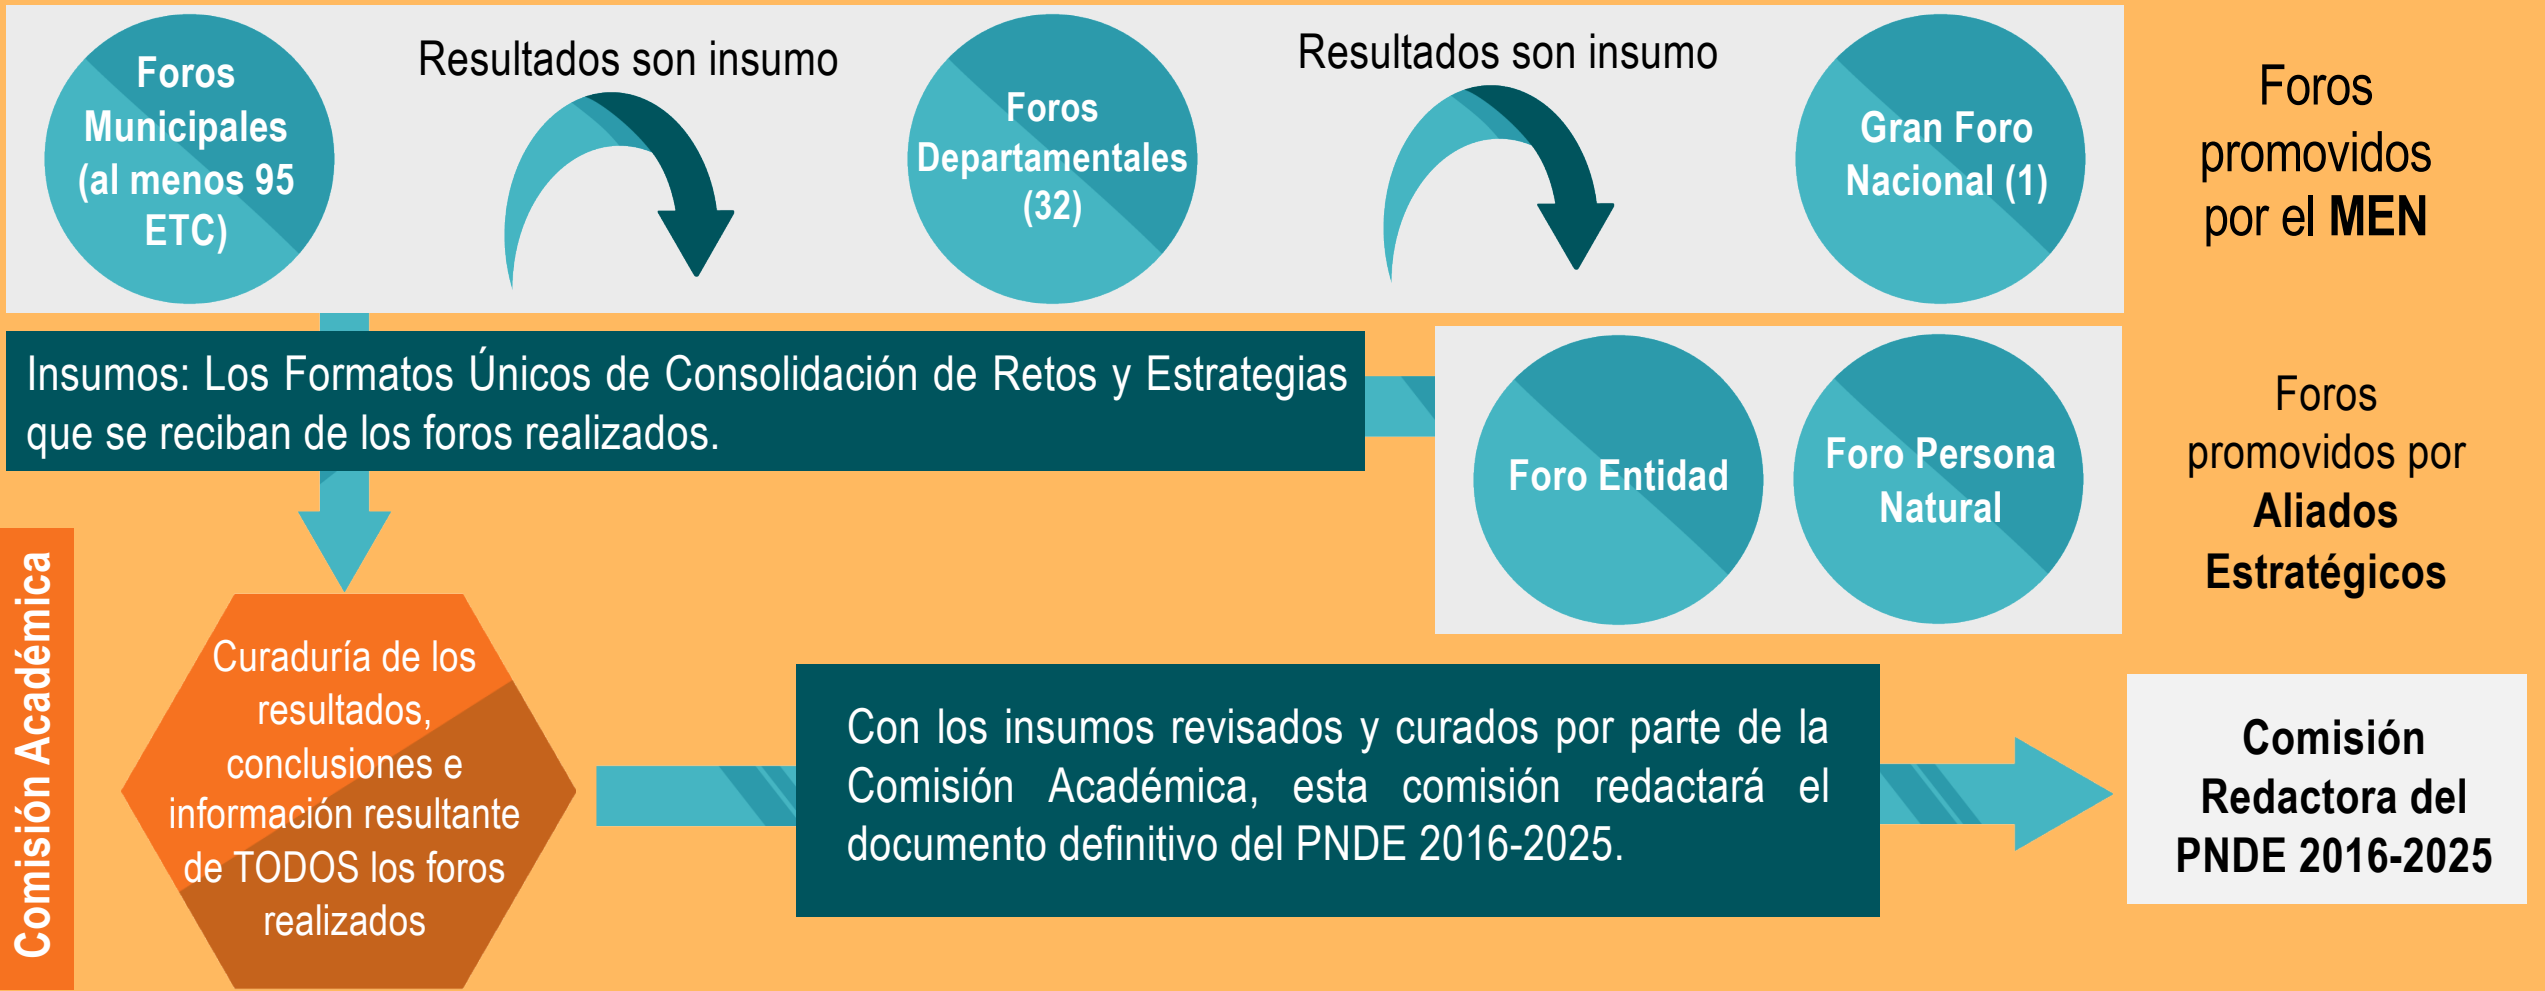 Foros
Municipales
(al menos 95
ETC)
Resultados son insumo
Foros
Departamentales
(32)
Resultados son insumo
Gran Foro
Nacional (1)
Foros
promovidos
por el MEN
Insumos: Los Formatos Únicos de Consolidación de Retos y Estrategias
que se reciban de los foros realizados.
Foro Entidad
Foro Persona
Natural
Foros
promovidos por
Aliados
Estratégicos
Comisión Académica
Curaduría de los
resultados,
conclusiones e
información resultante
de TODOS los foros
realizados
Con los insumos revisados y curados por parte de la
Comisión Académica, esta comisión redactará el
documento definitivo del PNDE 2016-2025.
Comisión
Redactora del
PNDE 2016-2025